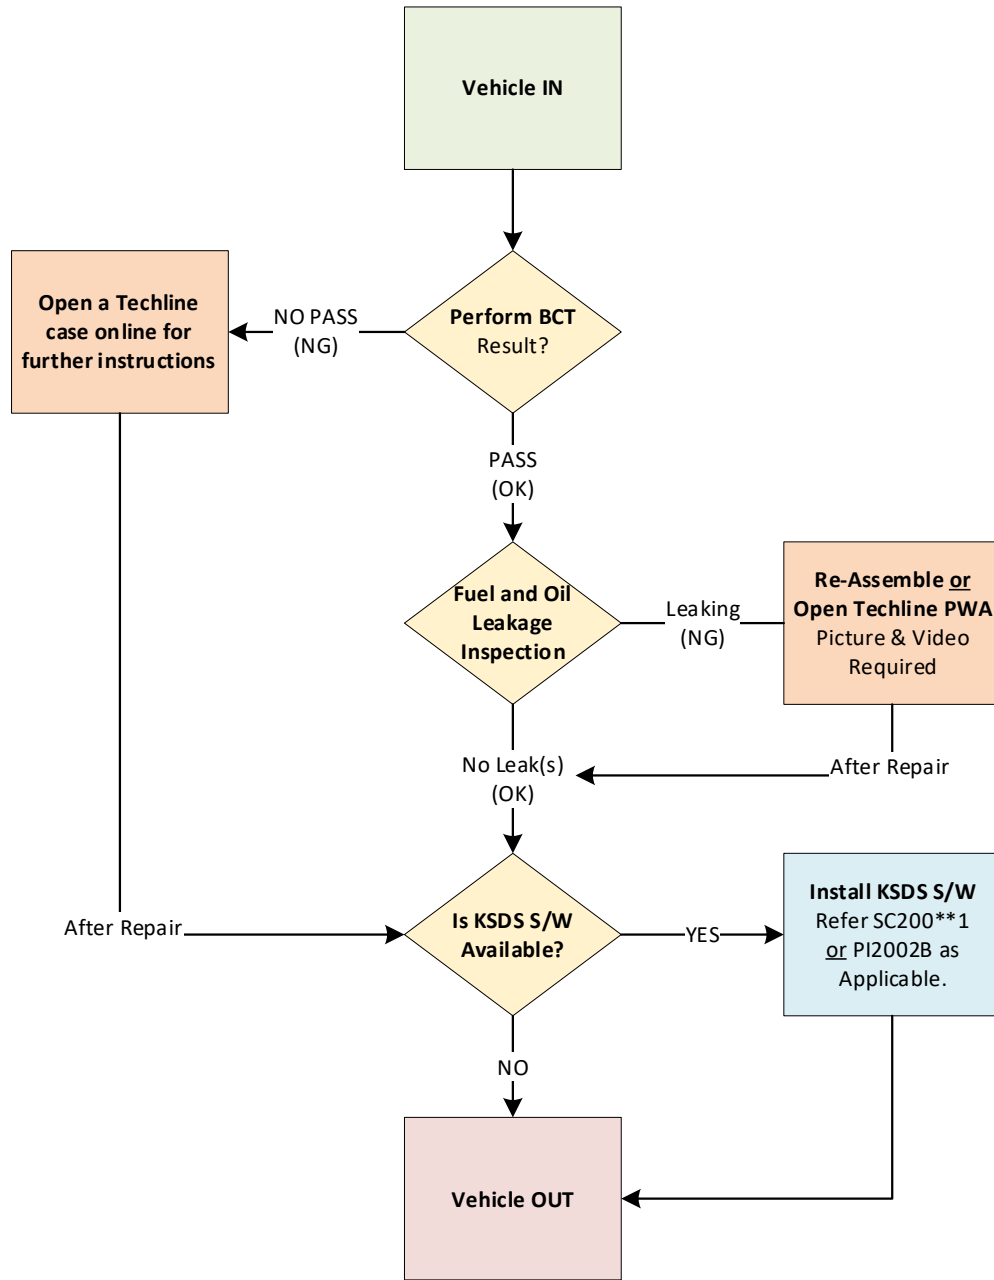 Vehicle IN
Open a Techline
case online for
further instructions
NO PASS
(NG)
Perform BCT
Result?
PASS
(OK)
Fuel and Oil
Leakage
Inspection
Leaking
(NG)
Re-Assemble or
Open Techline PWA
Picture & Video
Required
No Leak(s)
(OK)
After Repair
After Repair
Is KSDS S/W
Available?
YES
Install KSDS S/W
Refer SC200**1
or PI2002B as
Applicable.
NO
Vehicle OUT